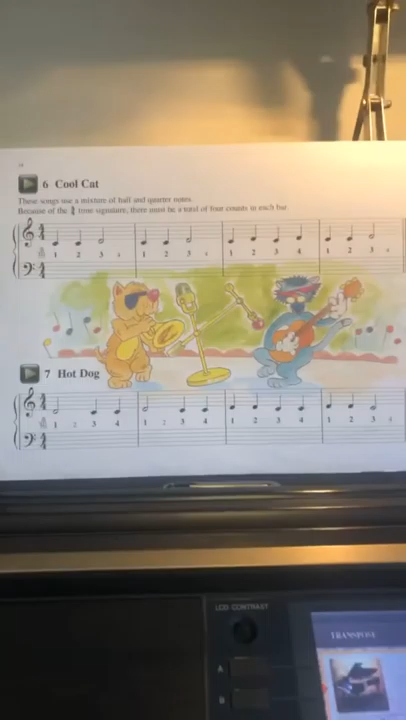 6 Cool Cat
These songs use a mixture of half and quarter notes.
Because of the 4/4 time signature, there must be a total of four counts in each bar.
1 2 3 4 1 2 3 4 1 2 3 4 1 2 3 4
7 Hot Dog
1 2 3 4 1 2 3 4 1 2 3 4 1 2 3 4
LCD CONTRAST
TRANSPOSE
A
B